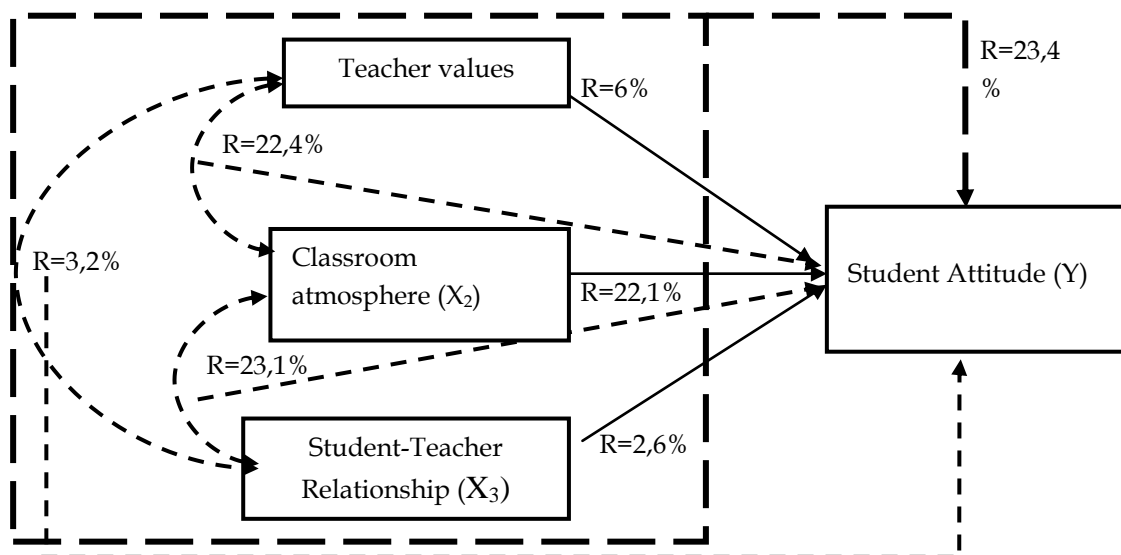 Teacher values
R=6%
R=23,4
%
R=22,4%
R=3,2%
Classroom
atmosphere (X₂)
R=22,1%
Student Attitude (Y)
R=23,1%
Student-Teacher
Relationship (X₃)
R=2,6%